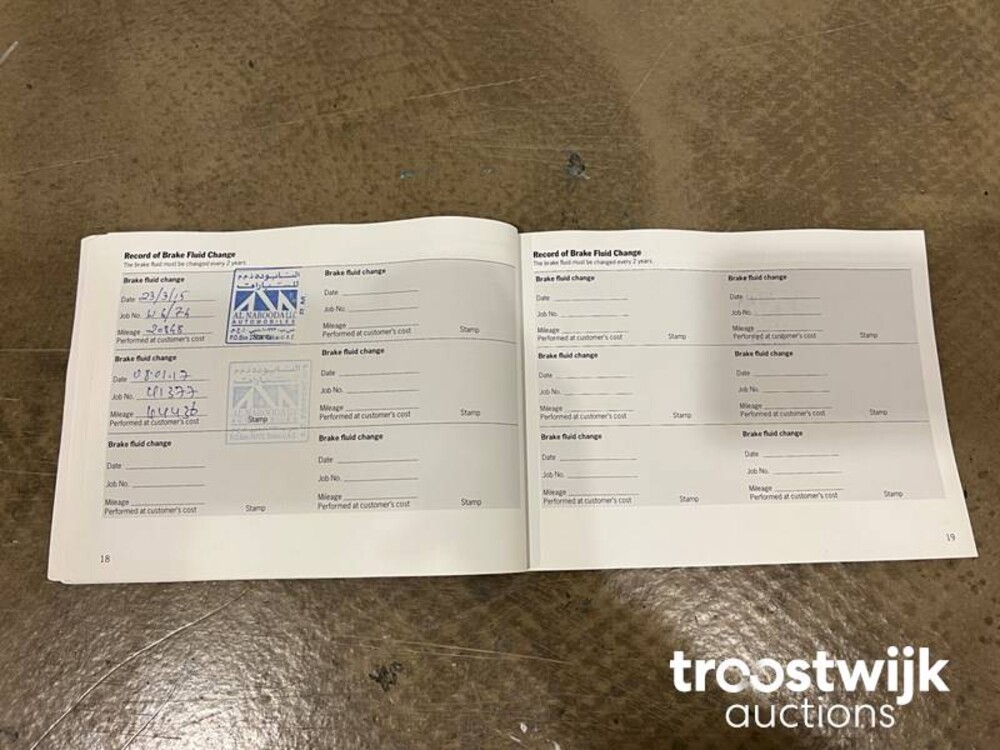 Record of Brake Fluid Change
The brake fluid must be changed every 2 years.
Brake fluid change
Date 23/3/15
Job No.
Mileage 20848
Performed at customer's cost
للسيارات
AL NABOODA
AUTOMOBILES
Brake fluid change
Date 08.01.17
Job No. 41377
Mileage 64436
Performed at customer's cost
Stamp
Brake fluid change
Date
Job No.
Mileage
Performed at customer's cost
Stamp
18
Brake fluid change
Date
Job No.
Mileage
Performed at customer's cost
Stamp
Brake fluid change
Date
Job No.
Mileage
Performed at customer's cost
Stamp
Brake fluid change
Date
Job No.
Mileage
Performed at customer's cost
Stamp
Record of Brake Fluid Change
The brake fluid must be changed every 2 years.
Brake fluid change
Date
Job No.
Mileage
Performed at customer's cost
Stamp
Brake fluid change
Date
Job No.
Mileage
Performed at customer's cost
Stamp
Brake fluid change
Date
Job No.
Mileage
Performed at customer's cost
Stamp
Brake fluid change
Date
Job No.
Mileage
Performed at customer's cost
Stamp
Brake fluid change
Date
Job No.
Mileage
Performed at customer's cost
Stamp
Brake fluid change
Date
Job No.
Mileage
Performed at customer's cost
Stamp
19
troostwijk
auctions